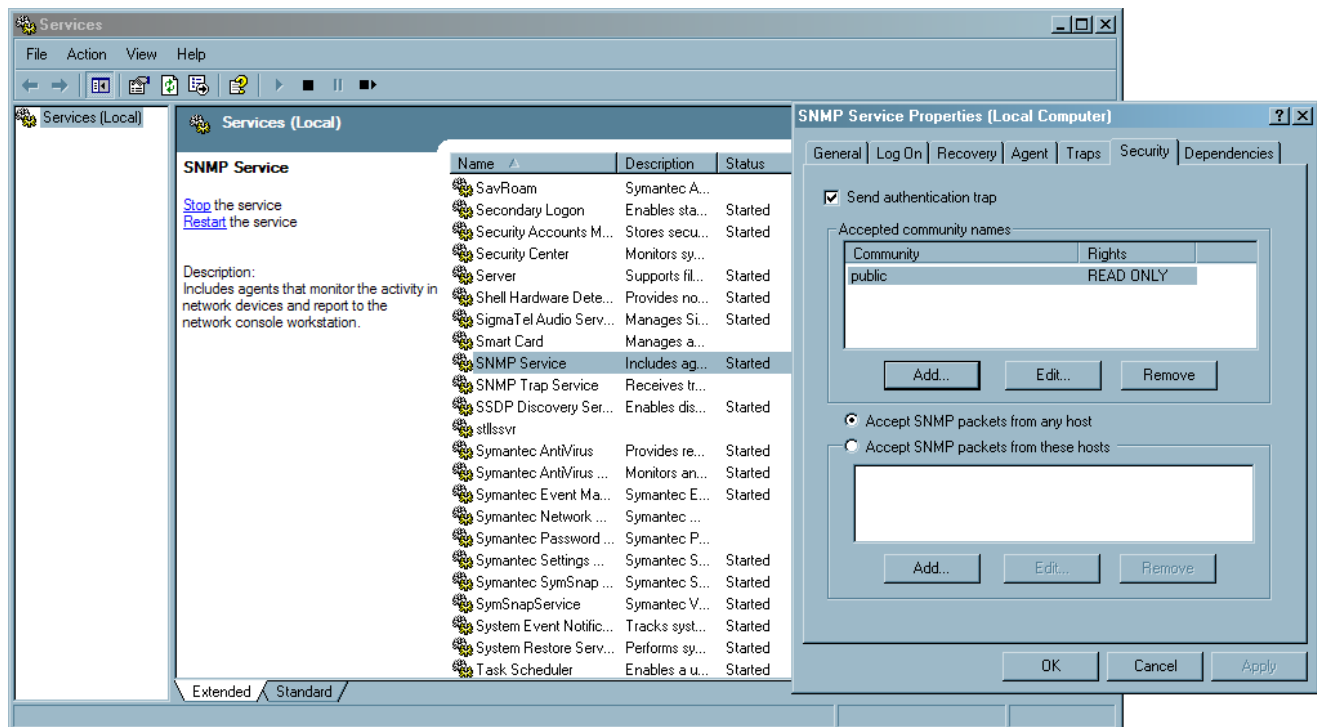 Services
File Action View Help
Services (Local)
Services (Local)
SNMP Service
Stop the service
Restart the service
Description:
Includes agents that monitor the activity in
network devices and report to the
network console workstation.
Name Description Status
SavRoam Symantec A...
Secondary Logon Enables sta... Started
Security Accounts M... Stores secu... Started
Security Center Monitors sy...
Server Supports fil... Started
Shell Hardware Dete... Provides no... Started
SigmaTel Audio Serv... Manages Si... Started
Smart Card Manages a...
SNMP Service Includes ag... Started
SNMP Trap Service Receives tr...
SSDP Discovery Ser... Enables dis... Started
stllssvr
Symantec AntiVirus Provides re... Started
Symantec AntiVirus ... Monitors an... Started
Symantec Event Ma... Symantec E... Started
Symantec Network ... Symantec ...
Symantec Password ... Symantec P...
Symantec Settings ... Symantec S... Started
Symantec SymSnap ... Symantec S... Started
SymSnapService Symantec V... Started
System Event Notific... Tracks syst... Started
System Restore Serv... Performs sy... Started
Task Scheduler Enables a u... Started
Extended Standard
SNMP Service Properties (Local Computer)
General Log On Recovery Agent Traps Security Dependencies
Send authentication trap
Accepted community names
Community Rights
public READ ONLY
Add... Edit... Remove
Accept SNMP packets from any host
Accept SNMP packets from these hosts
Add... Edit... Remove
OK Cancel Apply